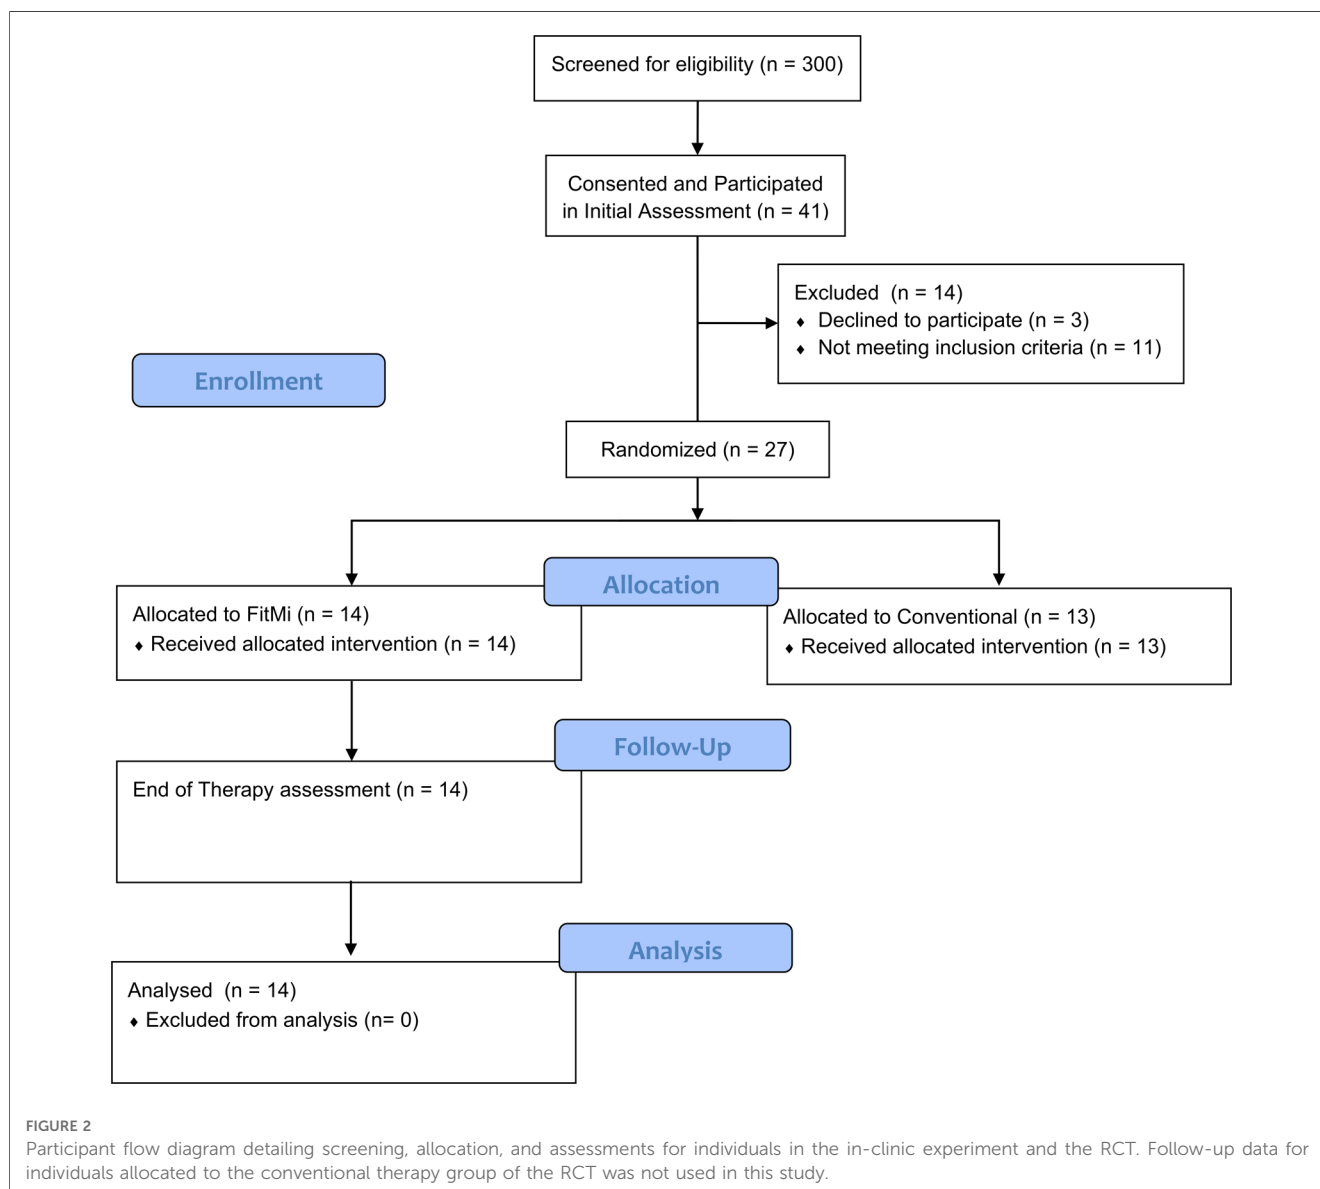 Screened for eligibility (n = 300)
Consented and Participated
in Initial Assessment (n = 41)
Excluded  (n = 14)
⬧ Declined to participate (n = 3)
⬧ Not meeting inclusion criteria (n = 11)
Enrollment
Randomized (n = 27)
Allocation
Allocated to FitMi (n = 14)
⬧ Received allocated intervention (n = 14)
Allocated to Conventional (n = 13)
⬧ Received allocated intervention (n = 13)
Follow-Up
End of Therapy assessment (n = 14)
Analysis
Analysed  (n = 14)
⬧ Excluded from analysis (n= 0)
FIGURE 2
Participant flow diagram detailing screening, allocation, and assessments for individuals in the in-clinic experiment and the RCT. Follow-up data for
individuals allocated to the conventional therapy group of the RCT was not used in this study.